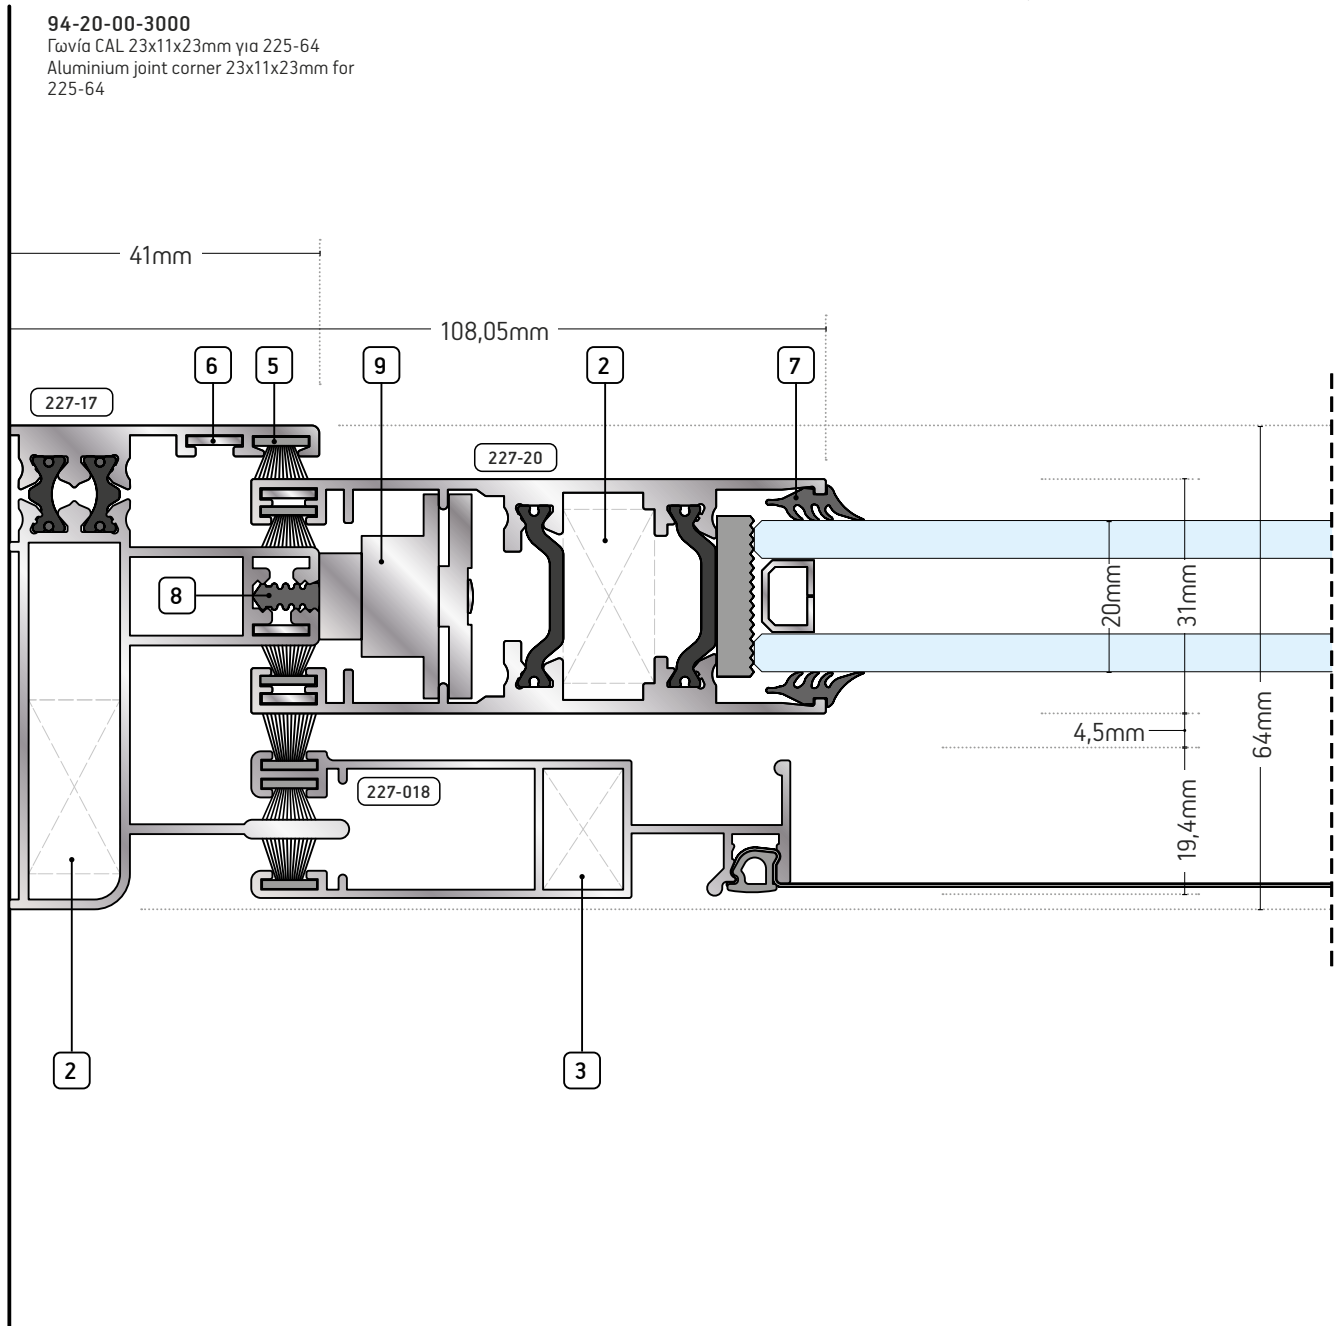 94-20-00-3000
Γωνία CAL 23x11x23mm για 225-64
Aluminium joint corner 23x11x23mm for
225-64
41mm
108,05mm
6
5
9
2
7
227-17
227-20
8
20mm
31mm
64mm
4,5mm
227-018
19,4mm
2
3